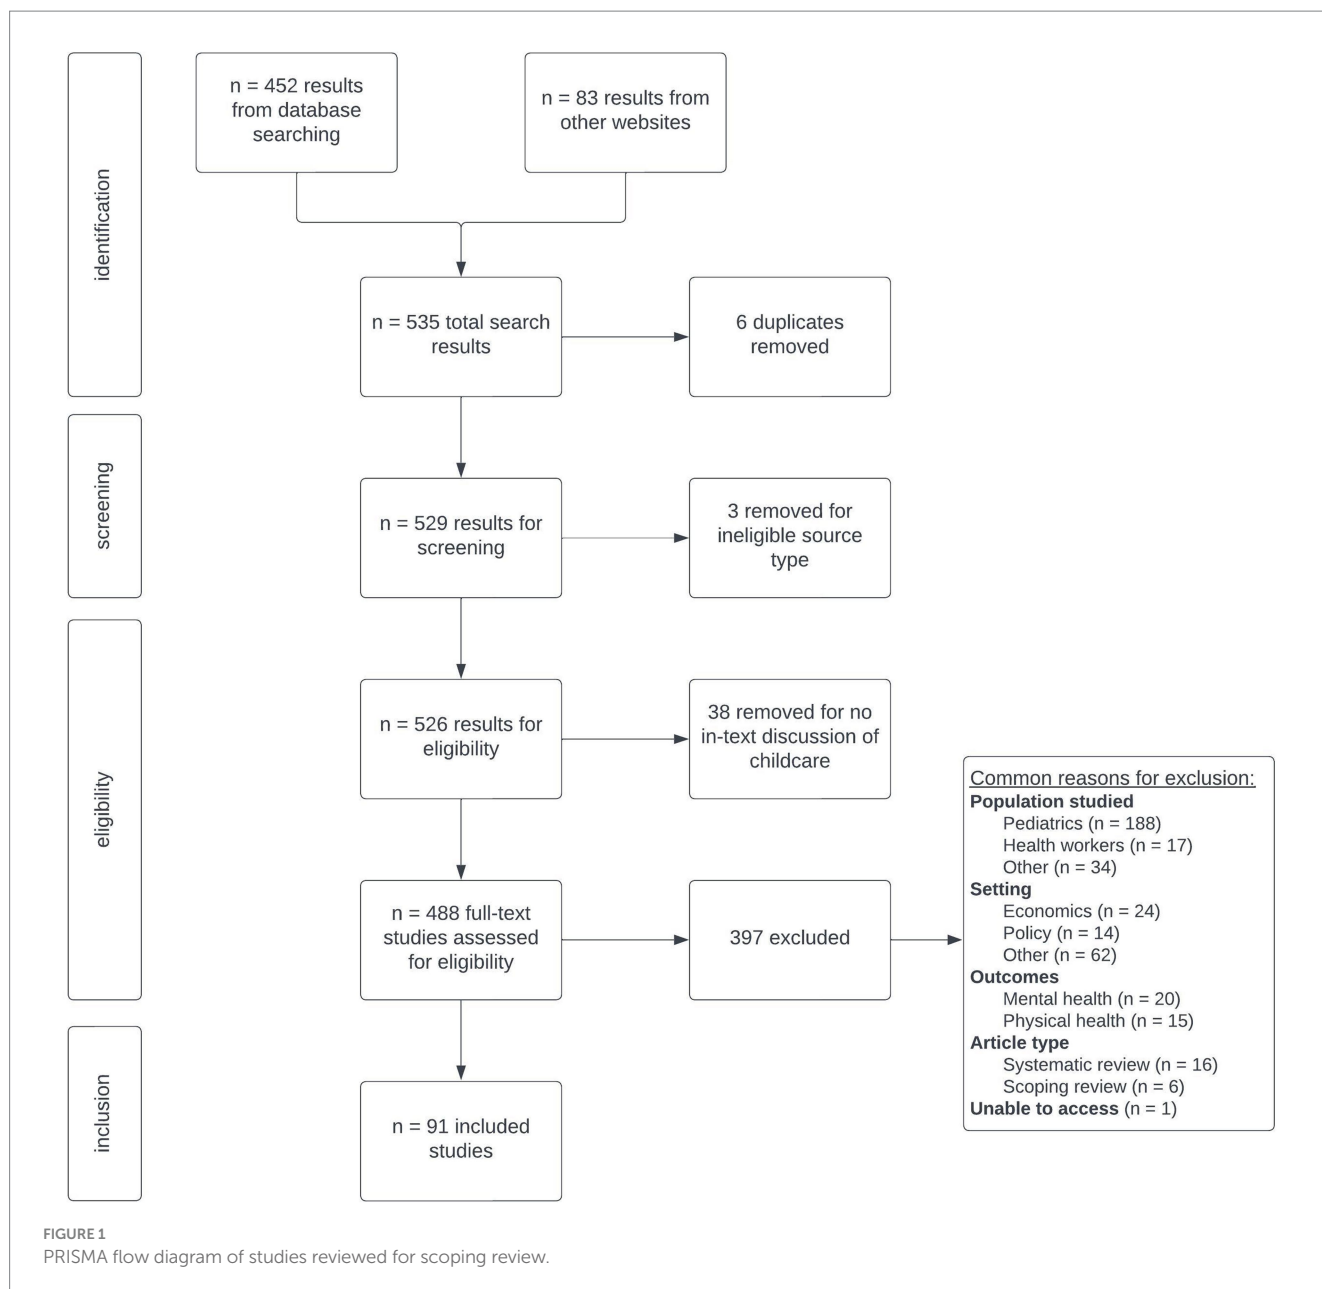 identification
n = 452 results
from database
searching
n = 83 results from
other websites
n = 535 total search
results
6 duplicates
removed
screening
n = 529 results for
screening
3 removed for
ineligible source
type
eligibility
n = 526 results for
eligibility
38 removed for no
in-text discussion of
childcare
n = 488 full-text
studies assessed
for eligibility
397 excluded
Common reasons for exclusion:
Population studied
Pediatrics (n = 188)
Health workers (n = 17)
Other (n = 34)
Setting
Economics (n = 24)
Policy (n = 14)
Other (n = 62)
Outcomes
Mental health (n = 20)
Physical health (n = 15)
Article type
Systematic review (n = 16)
Scoping review (n = 6)
Unable to access (n = 1)
inclusion
n = 91 included
studies
FIGURE 1
PRISMA flow diagram of studies reviewed for scoping review.